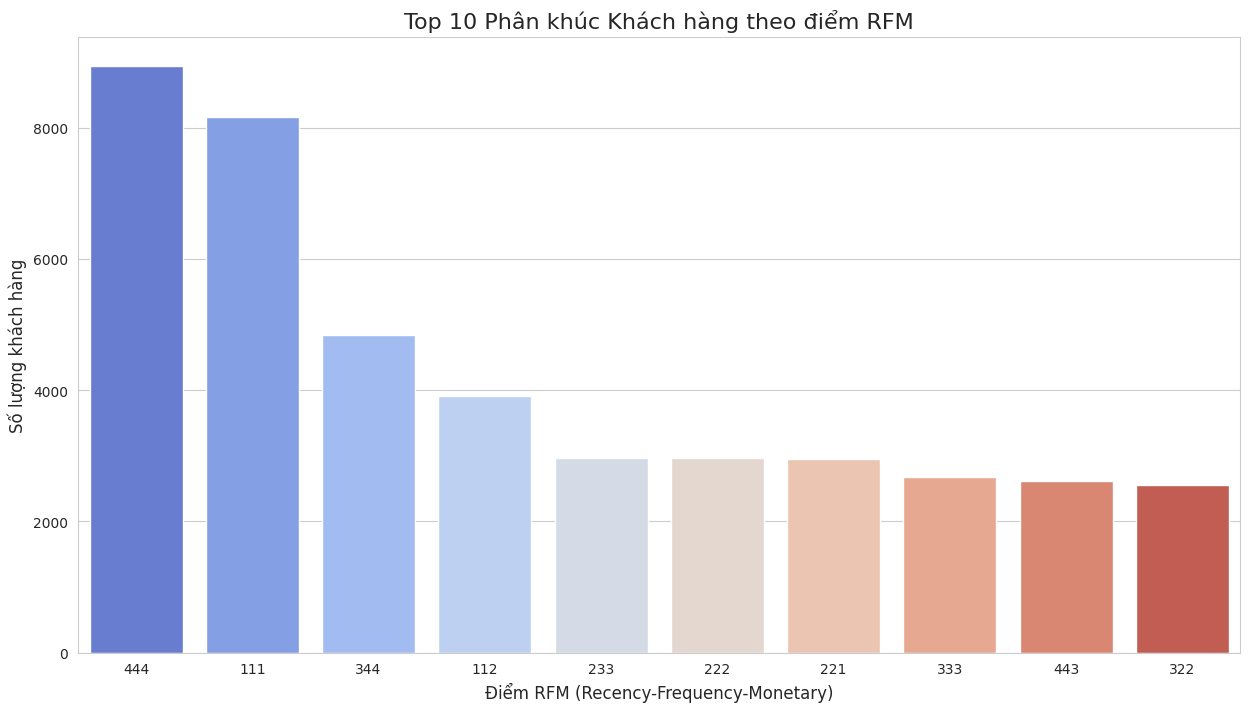 Top 10 Phân khúc Khách hàng theo điểm RFM
Số lượng khách hàng
8000
6000
4000
2000
0
444 111 344 112 233 222 221 333 443 322
Điểm RFM (Recency-Frequency-Monetary)